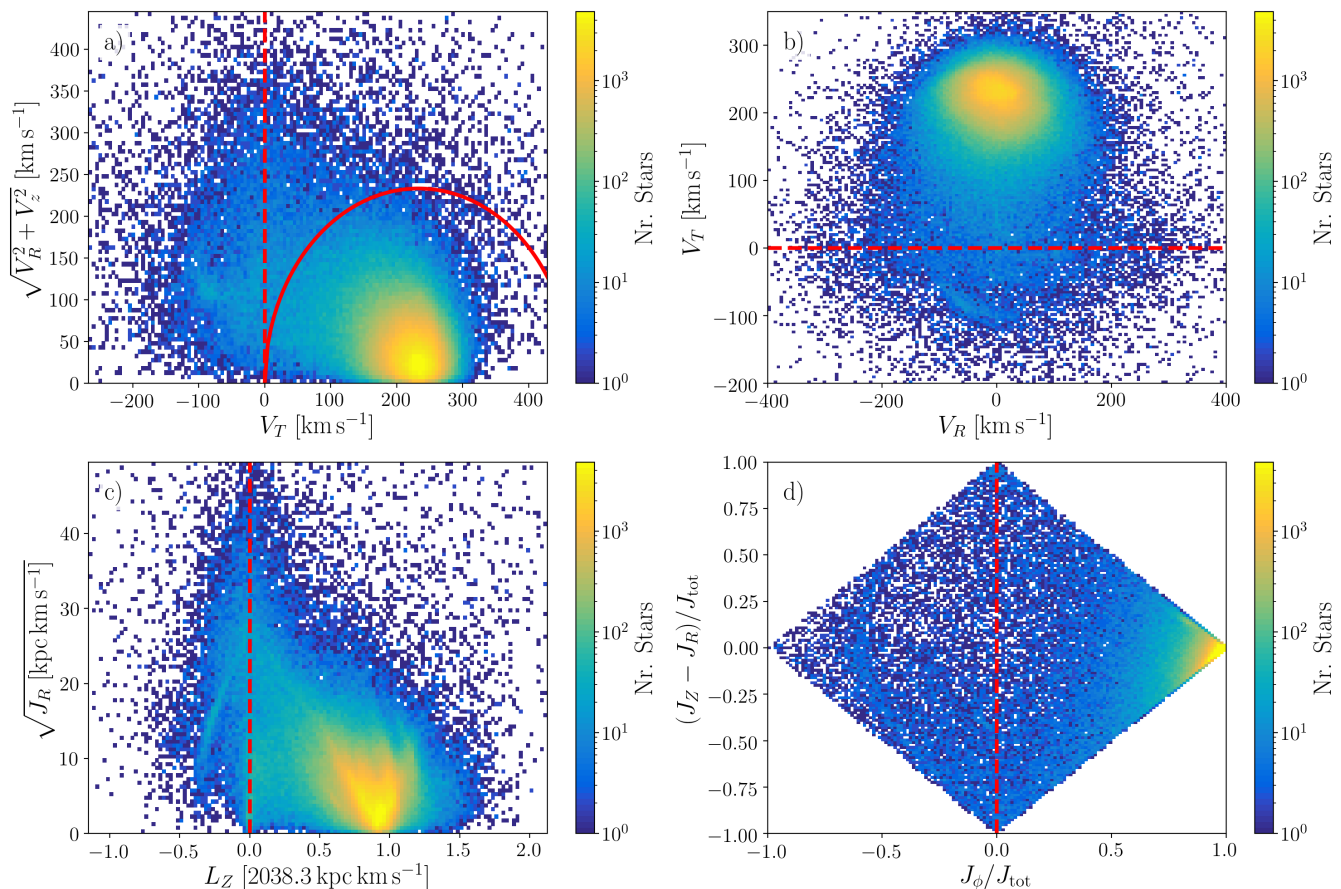 a)
400
350
300
250
200
150
100
50
0
−200 −100 0 100 200 300 400
√(V_R^2 + V_z^2) [km s^−1]
V_T [km s^−1]
10^3
10^2
10^1
10^0
Nr. Stars
b)
300
200
100
0
−100
−200
−400 −200 0 200 400
V_T [km s^−1]
V_R [km s^−1]
10^3
10^2
10^1
10^0
Nr. Stars
c)
40
30
20
10
0
−1.0 −0.5 0.0 0.5 1.0 1.5 2.0
√(J_R [kpc km s^−1])
L_Z [2038.3 kpc km s^−1]
10^3
10^2
10^1
10^0
Nr. Stars
d)
1.00
0.75
0.50
0.25
0.00
−0.25
−0.50
−0.75
−1.00
−1.0 −0.5 0.0 0.5 1.0
(J_Z − J_R)/J_tot
J_ϕ/J_tot
10^3
10^2
10^1
10^0
Nr. Stars